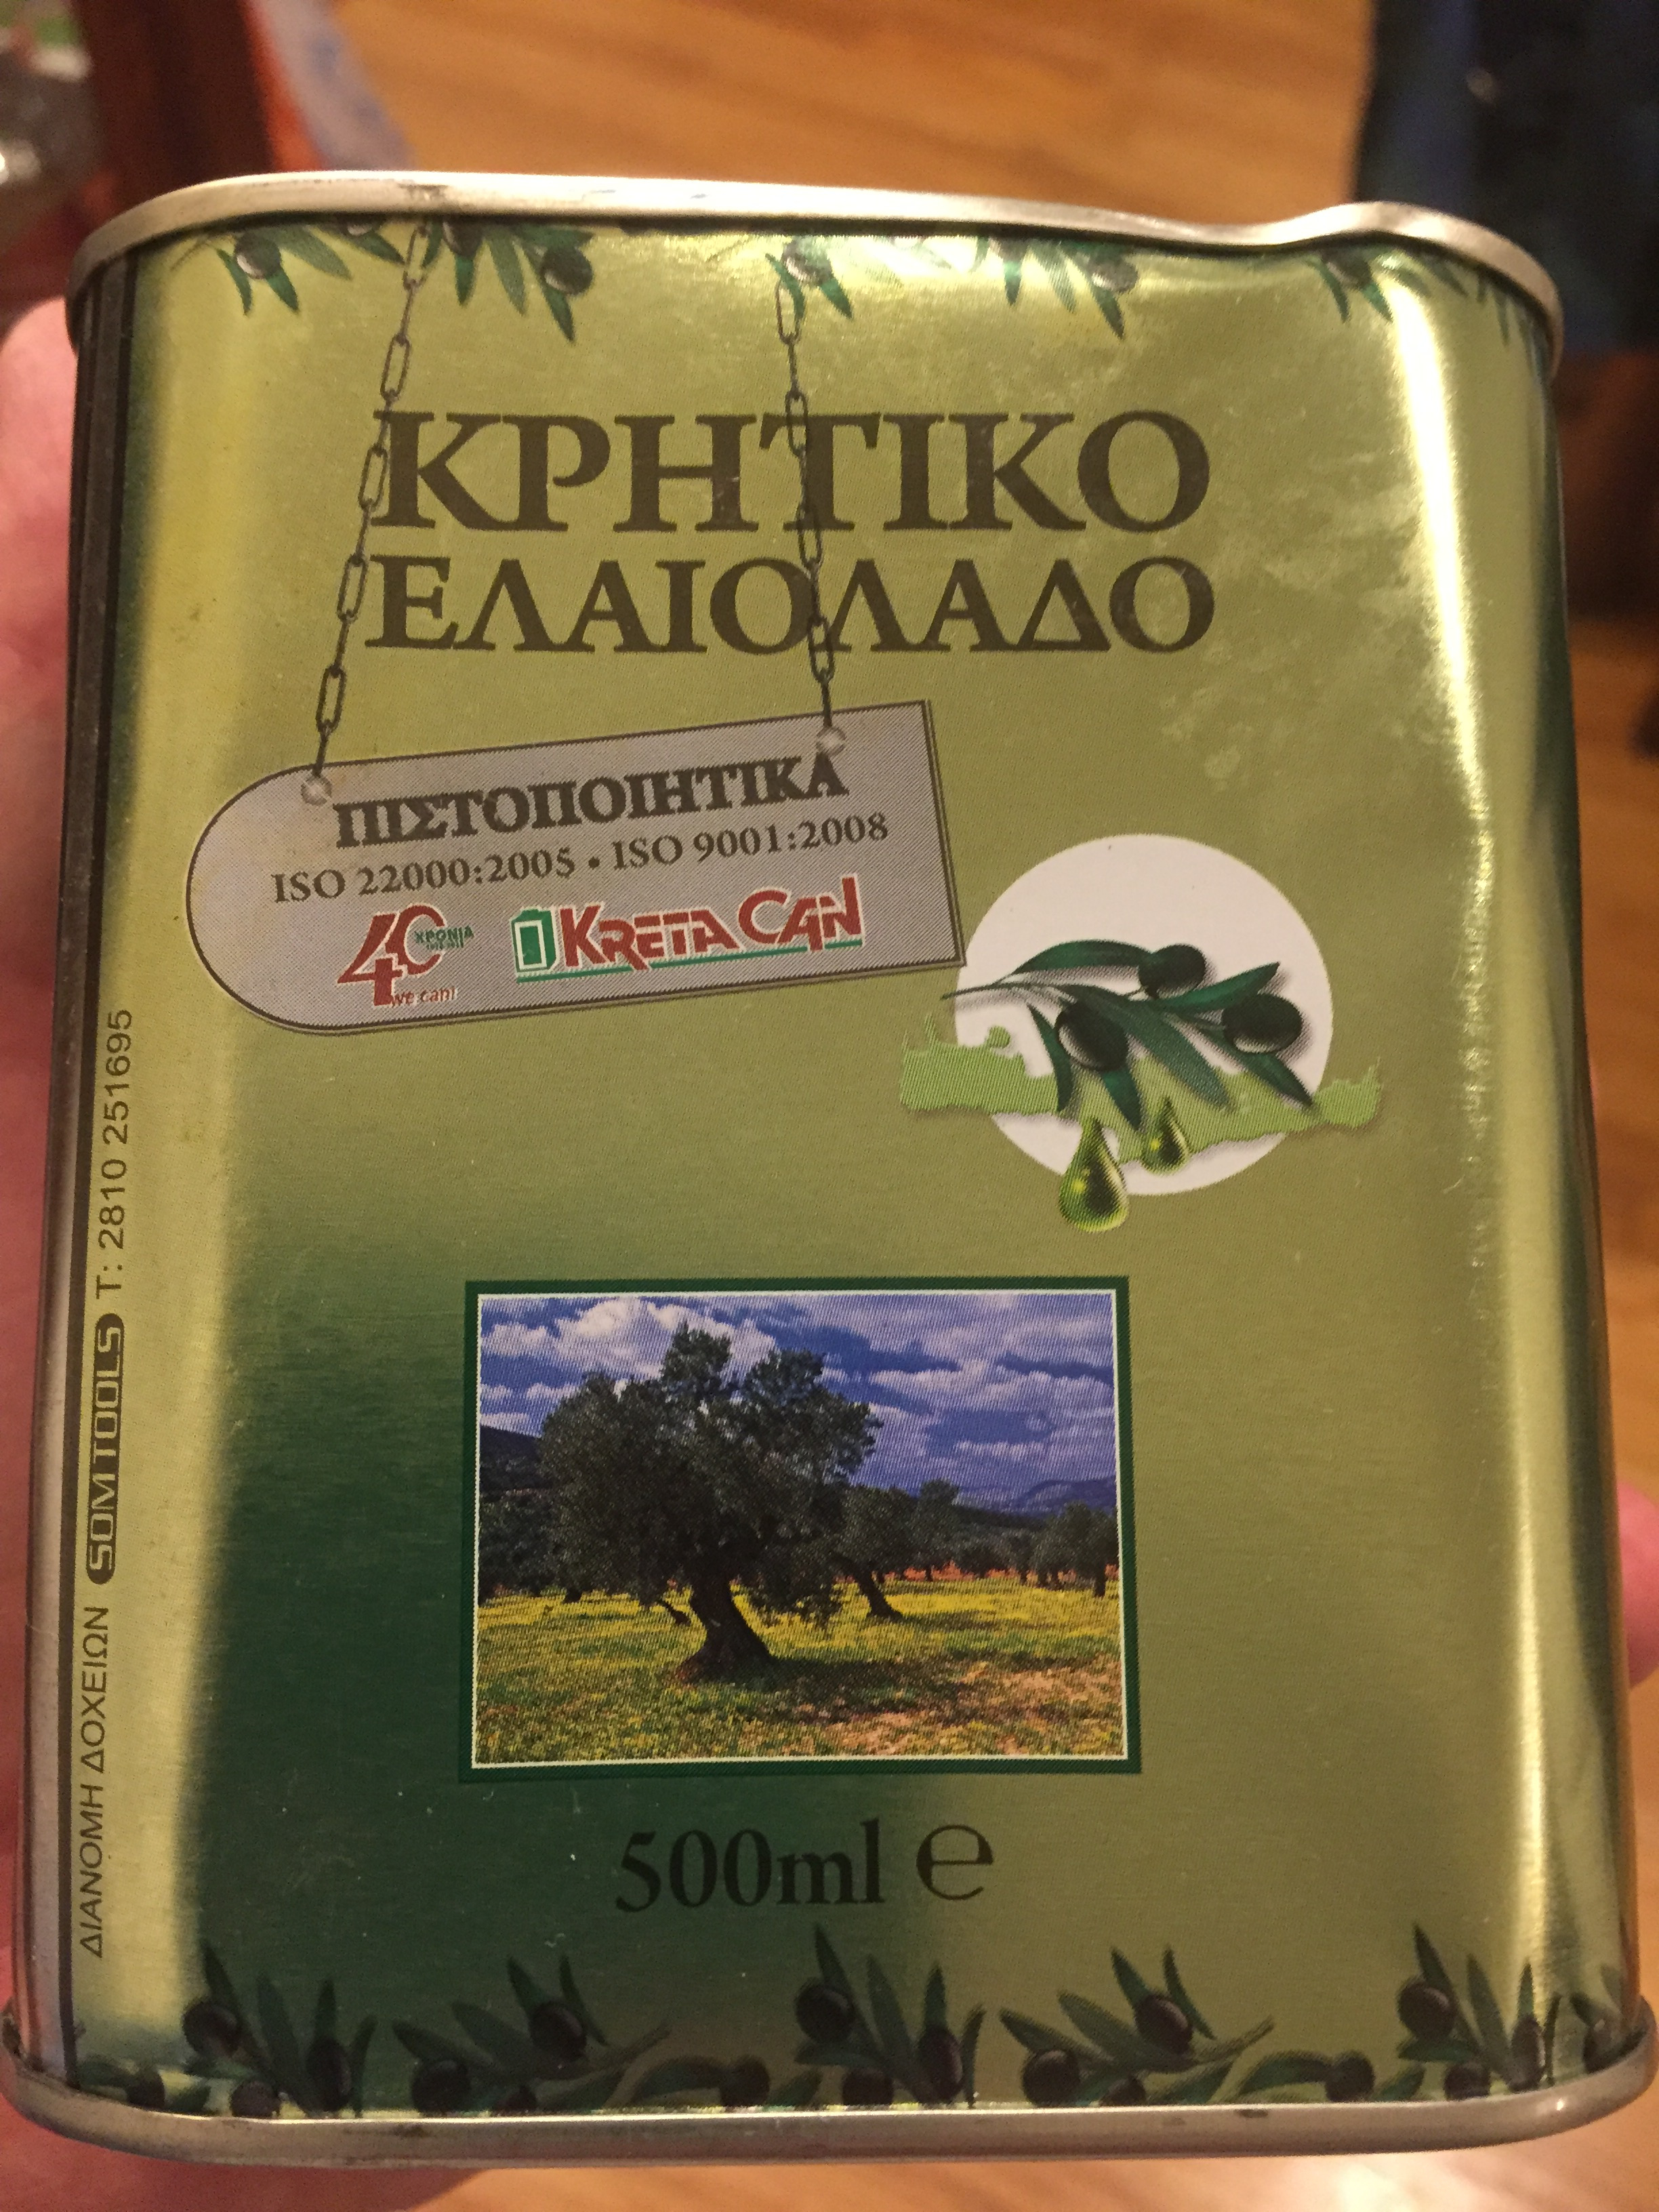 ΚΡΗΤΙΚΟ
ΕΛΑΙΟΛΑΔΟ
ΠΙΣΤΟΠΟΙΗΤΙΚΑ
ISO 22000:2005 • ISO 9001:2008
40 ΧΡΟΝΙΑ
we can!
KRETA CAN
500ml e
ΔΙΑΝΟΜΗ ΔΟΧΕΙΩΝ SOMTOOLS T: 2810 251695